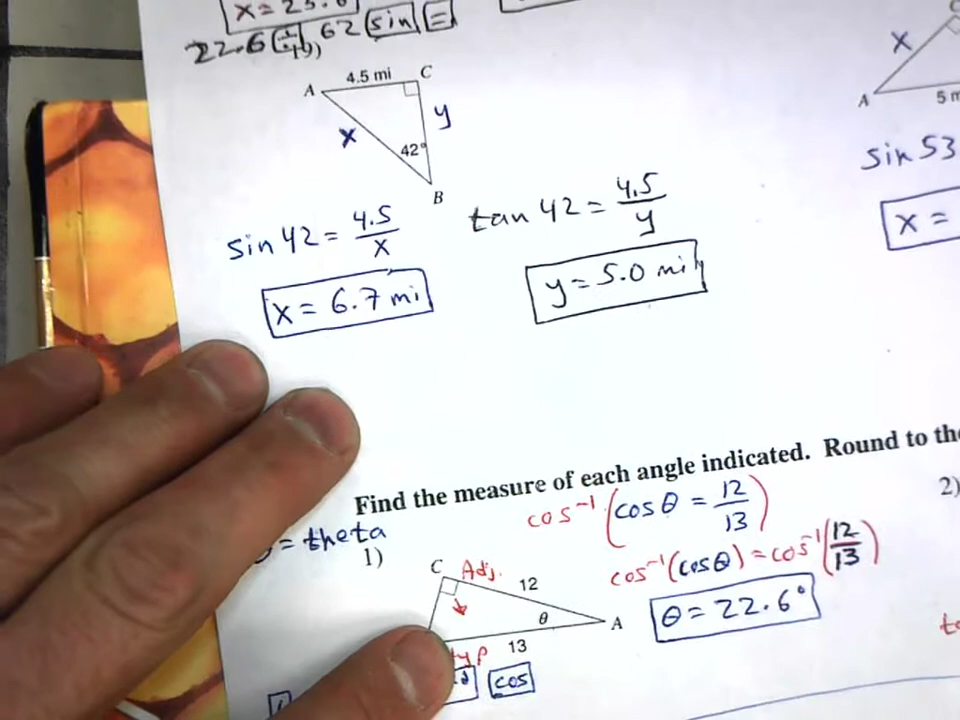 22.6 ÷ 62 sin =
19)
4.5 mi
A
C
x
y
42°
B
x
A
sin 42 = 4.5/x
tan 42 = 4.5/y
sin 53
x = 6.7 mi
y = 5.0 mi
x =
Find the measure of each angle indicated. Round to the
= theta
cos⁻¹(cos θ = 12/13)
2)
1)
cos⁻¹(cos θ) = cos⁻¹(12/13)
C
Adj.
12
θ
A
θ = 22.6°
13
cos